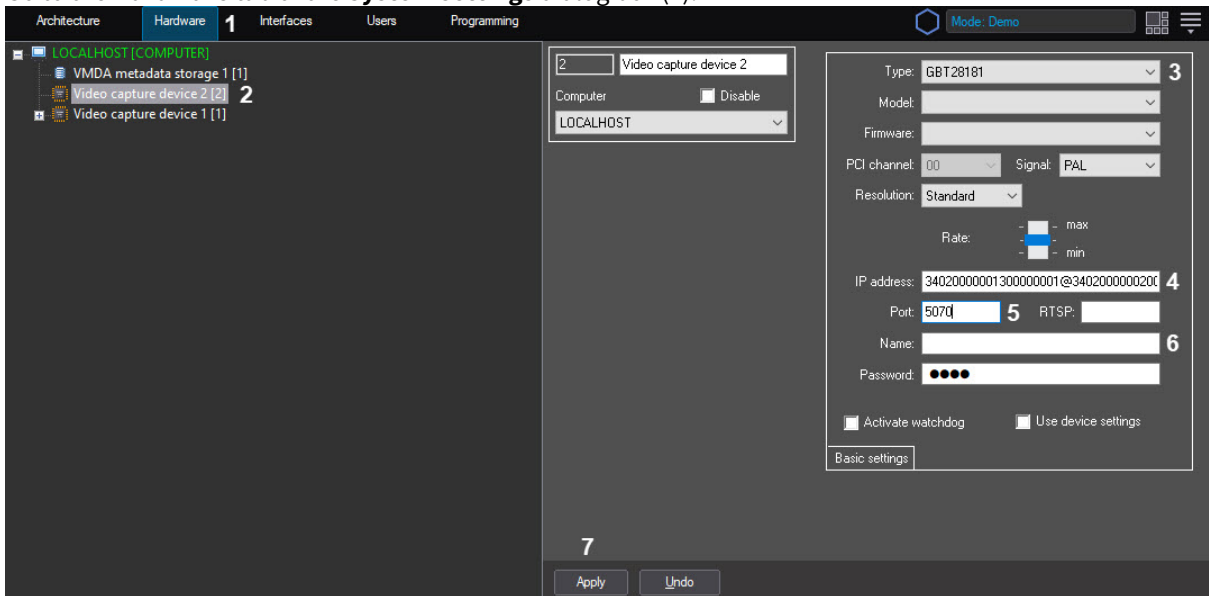 Architecture Hardware 1 Interfaces Users Programming Mode: Demo
LOCALHOST [COMPUTER]
VMDA metadata storage 1 [1]
Video capture device 2 [2] 2
Video capture device 1 [1]
2 Video capture device 2
Computer Disable
LOCALHOST
Type: GBT28181 3
Model:
Firmware:
PCI channel: 00 Signal: PAL
Resolution: Standard
Rate: max
min
IP address: 34020000001300000001@3402000000200 4
Port: 5070 5 RTSP:
Name: 6
Password: ●●●●
Activate watchdog Use device settings
Basic settings
7
Apply Undo